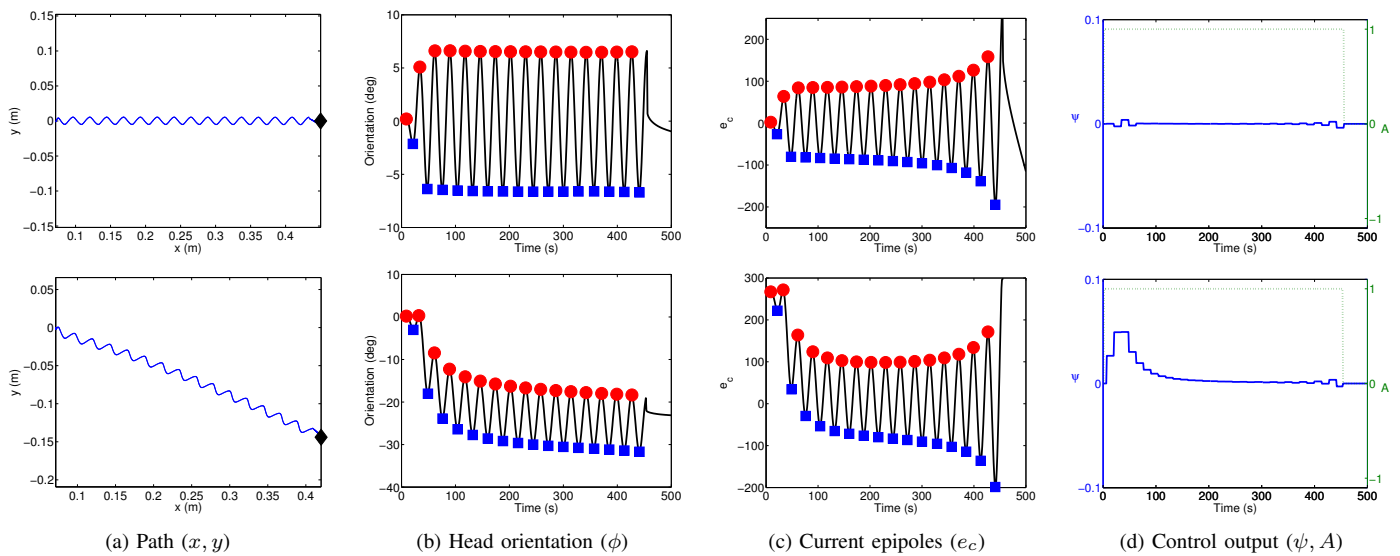 0.15
0.1
0.05
0
−0.05
−0.1
−0.15
y (m)
0.1 0.15 0.2 0.25 0.3 0.35 0.4
x (m)
10
5
0
−5
−10
Orientation (deg)
0 100 200 300 400 500
Time (s)
200
100
0
−100
−200
e_c
0 100 200 300 400 500
Time (s)
0.1
ψ 0
−0.1
1
0
A
−1
0 100 200 300 400 500
Time (s)
0.05
0
−0.05
−0.1
−0.15
−0.2
y (m)
0.1 0.15 0.2 0.25 0.3 0.35 0.4
x (m)
10
0
−10
−20
−30
−40
Orientation (deg)
0 100 200 300 400 500
Time (s)
300
200
100
0
−100
−200
e_c
0 100 200 300 400 500
Time (s)
0.1
ψ 0
−0.1
1
0
A
−1
0 100 200 300 400 500
Time (s)
(a) Path (x, y)
(b) Head orientation (ϕ)
(c) Current epipoles (e_c)
(d) Control output (ψ, A)